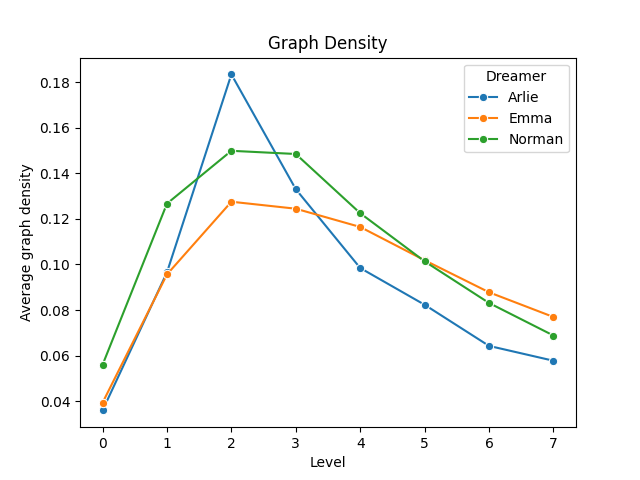 Graph Density
Dreamer
Arlie
Emma
Norman
Average graph density
0.18
0.16
0.14
0.12
0.10
0.08
0.06
0.04
0 1 2 3 4 5 6 7
Level